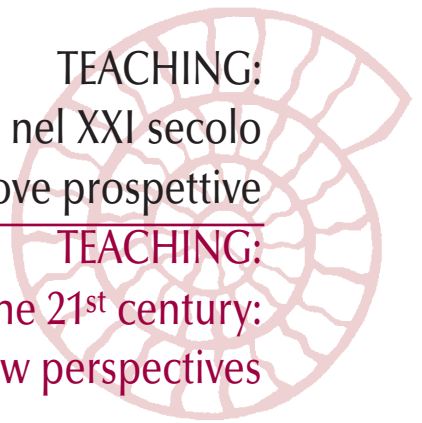 TEACHING:
nel XXI secolo
ove prospettive
TEACHING:
he 21st century:
w perspectives